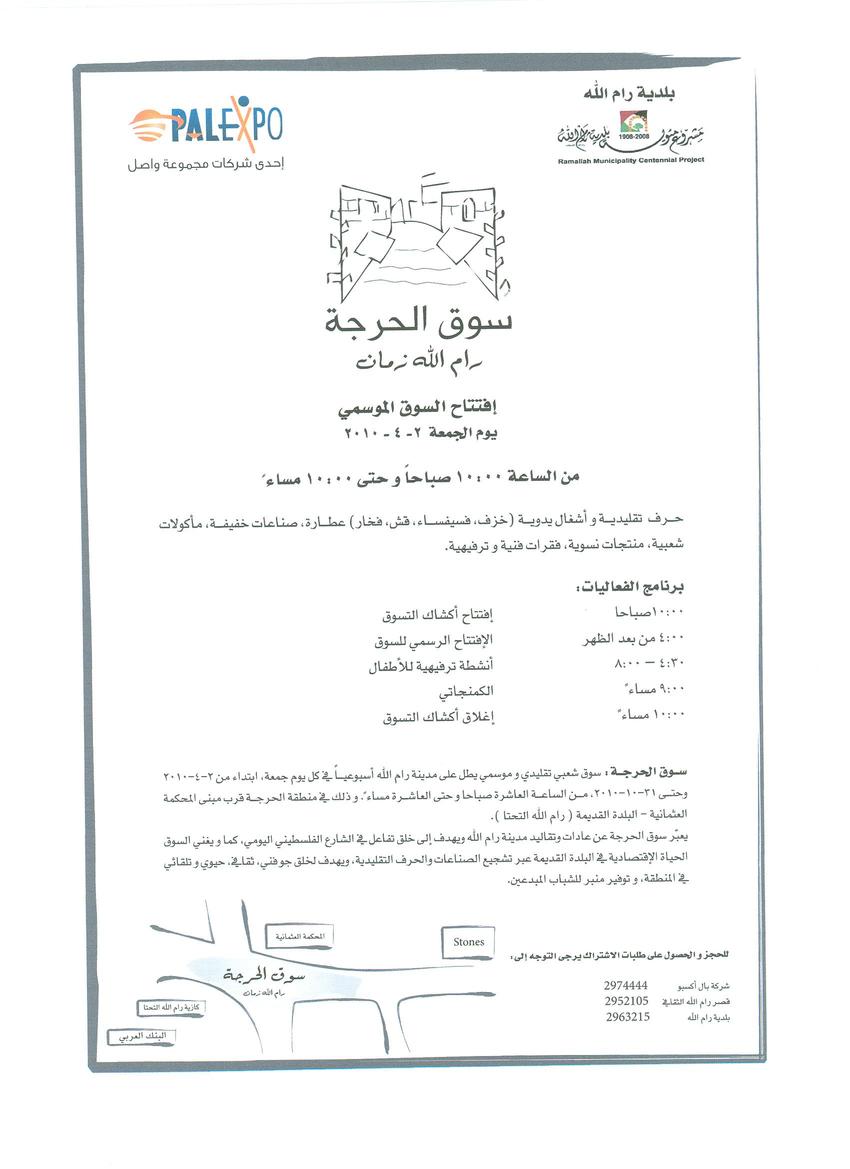 بلدية رام الله
مشروع مئوية بلدية رام الله
1908-2008
Ramallah Municipality Centennial Project
PALEXPO
إحدى شركات مجموعة واصل
سوق الحرجة
رام الله زمان
إفتتاح السوق الموسمي
يوم الجمعة ٢- ٤ - ٢٠١٠
من الساعة ١٠:٠٠ صباحاً و حتى ١٠:٠٠ مساءً
حرف تقليدية و أشغال يدوية (خزف، فسيفساء، قش، فخار) عطارة، صناعات خفيفة، مأكولات
شعبية، منتجات نسوية، فقرات فنية و ترفيهية.
برنامج الفعاليات:
١٠:٠٠صباحا إفتتاح أكشاك التسوق
٤:٠٠ من بعد الظهر الإفتتاح الرسمي للسوق
٤:٣٠ – ٨:٠٠ أنشطة ترفيهية للأطفال
٩:٠٠ مساءً الكمنجاتي
١٠:٠٠ مساءً إغلاق أكشاك التسوق
سوق الحرجة: سوق شعبي تقليدي و موسمي يطل على مدينة رام الله أسبوعياً في كل يوم جمعة، ابتداء من ٢-٤-٢٠١٠
وحتى ٣١-١٠-٢٠١٠، من الساعة العاشرة صباحا وحتى العاشرة مساءً. و ذلك في منطقة الحرجة قرب مبنى المحكمة
العثمانية - البلدة القديمة ( رام الله التحتا ).
يعبّر سوق الحرجة عن عادات وتقاليد مدينة رام الله ويهدف إلى خلق تفاعل في الشارع الفلسطيني اليومي، كما و يغني السوق
الحياة الإقتصادية في البلدة القديمة عبر تشجيع الصناعات والحرف التقليدية، ويهدف لخلق جو فني، ثقافي، حيوي و تلقائي
في المنطقة، و توفير منبر للشباب المبدعين.
للحجز و الحصول على طلبات الاشتراك يرجى التوجه إلى:
شركة بال أكسبو 2974444
قصر رام الله الثقافي 2952105
بلدية رام الله 2963215
Stones
المحكمة العثمانية
سوق الحرجة
رام الله زمان
كازية رام الله التحتا
البنك العربي